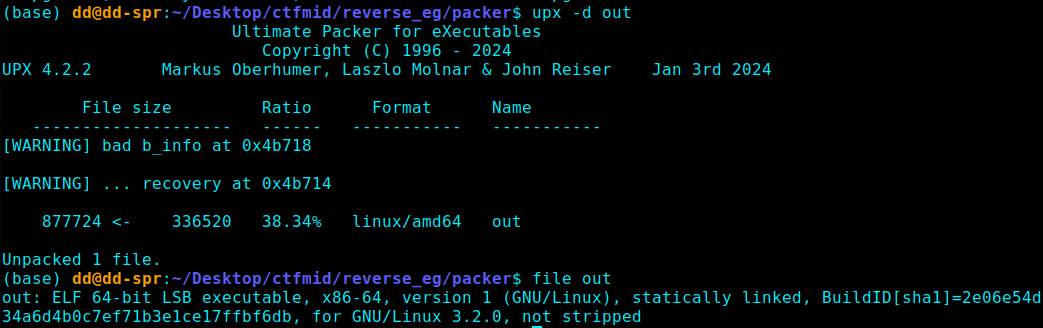 (base) dd@dd-spr:~/Desktop/ctfmid/reverse_eg/packer$ upx -d out
Ultimate Packer for eXecutables
Copyright (C) 1996 - 2024
UPX 4.2.2       Markus Oberhumer, Laszlo Molnar & John Reiser    Jan 3rd 2024
File size         Ratio      Format      Name
--------------------   ------   -----------   -----------
[WARNING] bad b_info at 0x4b718
[WARNING] ... recovery at 0x4b714
877724 <-    336520   38.34%   linux/amd64   out
Unpacked 1 file.
(base) dd@dd-spr:~/Desktop/ctfmid/reverse_eg/packer$ file out
out: ELF 64-bit LSB executable, x86-64, version 1 (GNU/Linux), statically linked, BuildID[sha1]=2e06e54d
34a6d4b0c7ef71b3e1ce17ffbf6db, for GNU/Linux 3.2.0, not stripped